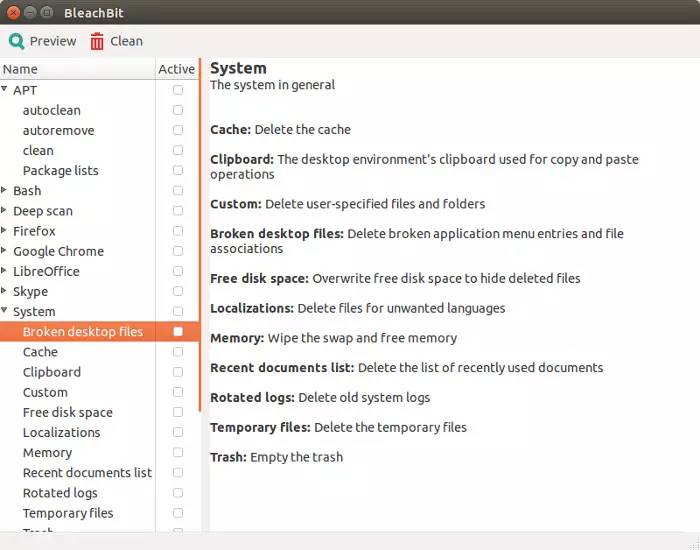 BleachBit
Preview
Clean
Name
Active
APT
autoclean
autoremove
clean
Package lists
Bash
Deep scan
Firefox
Google Chrome
LibreOffice
Skype
System
Broken desktop files
Cache
Clipboard
Custom
Free disk space
Localizations
Memory
Recent documents list
Rotated logs
Temporary files
Trash
System
The system in general
Cache: Delete the cache
Clipboard: The desktop environment's clipboard used for copy and paste
operations
Custom: Delete user-specified files and folders
Broken desktop files: Delete broken application menu entries and file
associations
Free disk space: Overwrite free disk space to hide deleted files
Localizations: Delete files for unwanted languages
Memory: Wipe the swap and free memory
Recent documents list: Delete the list of recently used documents
Rotated logs: Delete old system logs
Temporary files: Delete the temporary files
Trash: Empty the trash